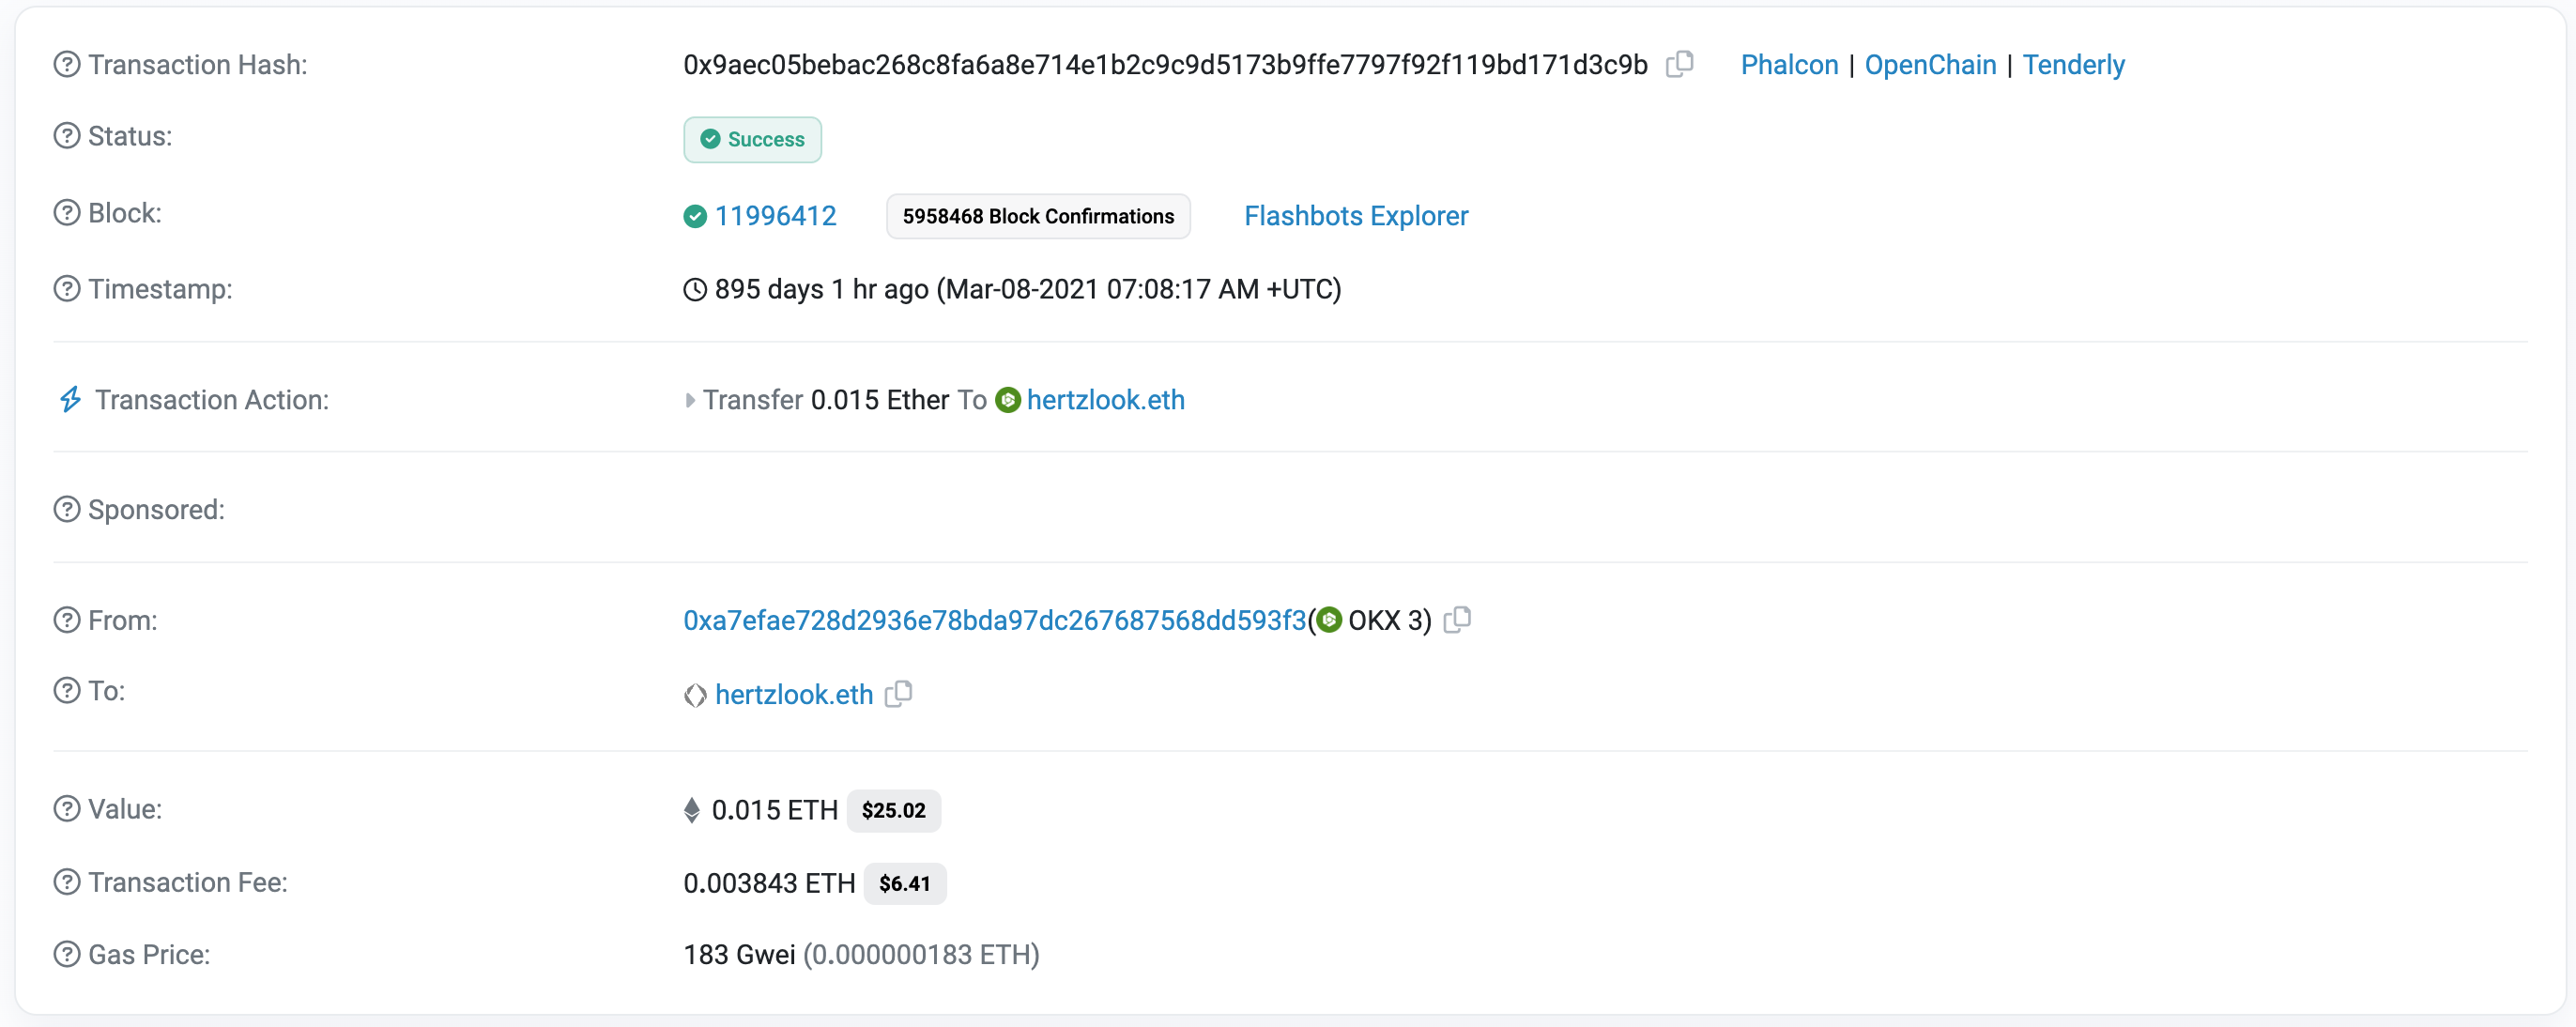 Transaction Hash: 0x9aec05bebac268c8fa6a8e714e1b2c9c9d5173b9ffe7797f92f119bd171d3c9b Phalcon | OpenChain | Tenderly
Status: Success
Block: 11996412 5958468 Block Confirmations Flashbots Explorer
Timestamp: 895 days 1 hr ago (Mar-08-2021 07:08:17 AM +UTC)
Transaction Action: Transfer 0.015 Ether To hertzlook.eth
Sponsored:
From: 0xa7efae728d2936e78bda97dc267687568dd593f3( OKX 3)
To: hertzlook.eth
Value: 0.015 ETH $25.02
Transaction Fee: 0.003843 ETH $6.41
Gas Price: 183 Gwei (0.000000183 ETH)